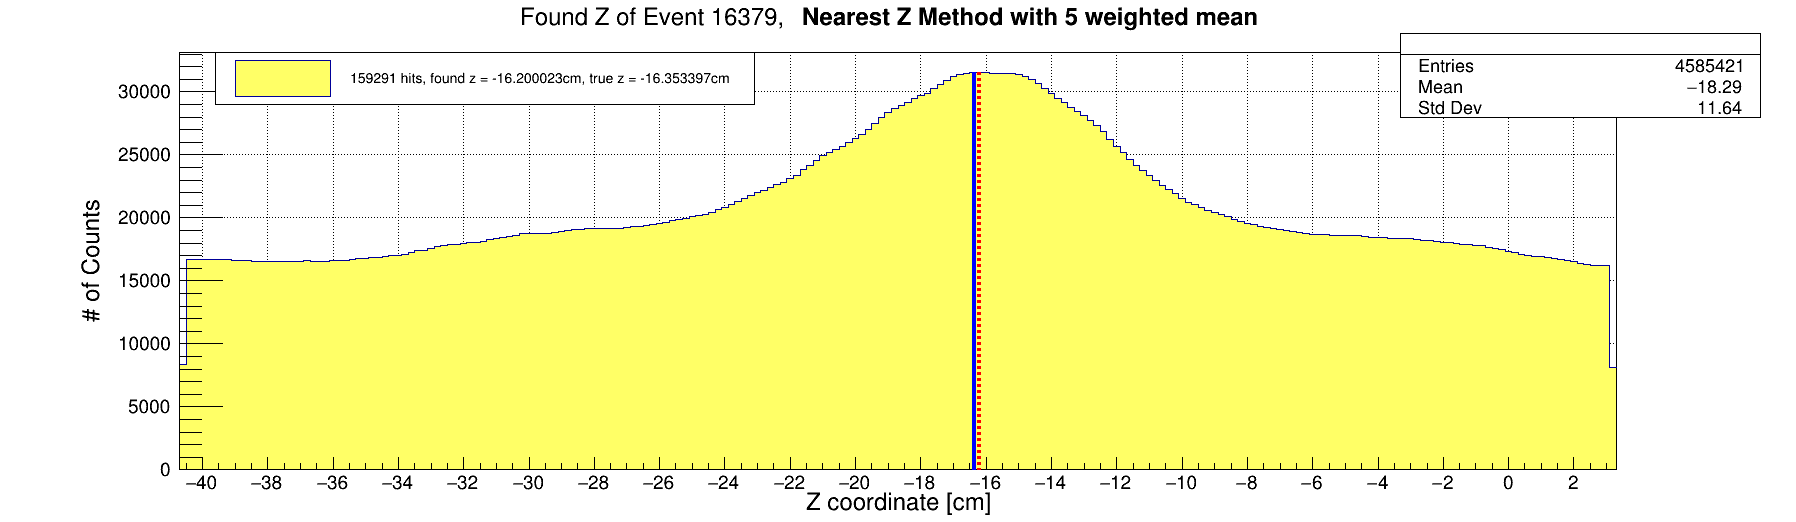 Found Z of Event 16379, Nearest Z Method with 5 weighted mean
159291 hits, found z = -16.200023cm, true z = -16.353397cm
Entries 4585421
Mean −18.29
Std Dev 11.64
# of Counts
30000
25000
20000
15000
10000
5000
0
−40 −38 −36 −34 −32 −30 −28 −26 −24 −22 −20 −18 −16 −14 −12 −10 −8 −6 −4 −2 0 2
Z coordinate [cm]